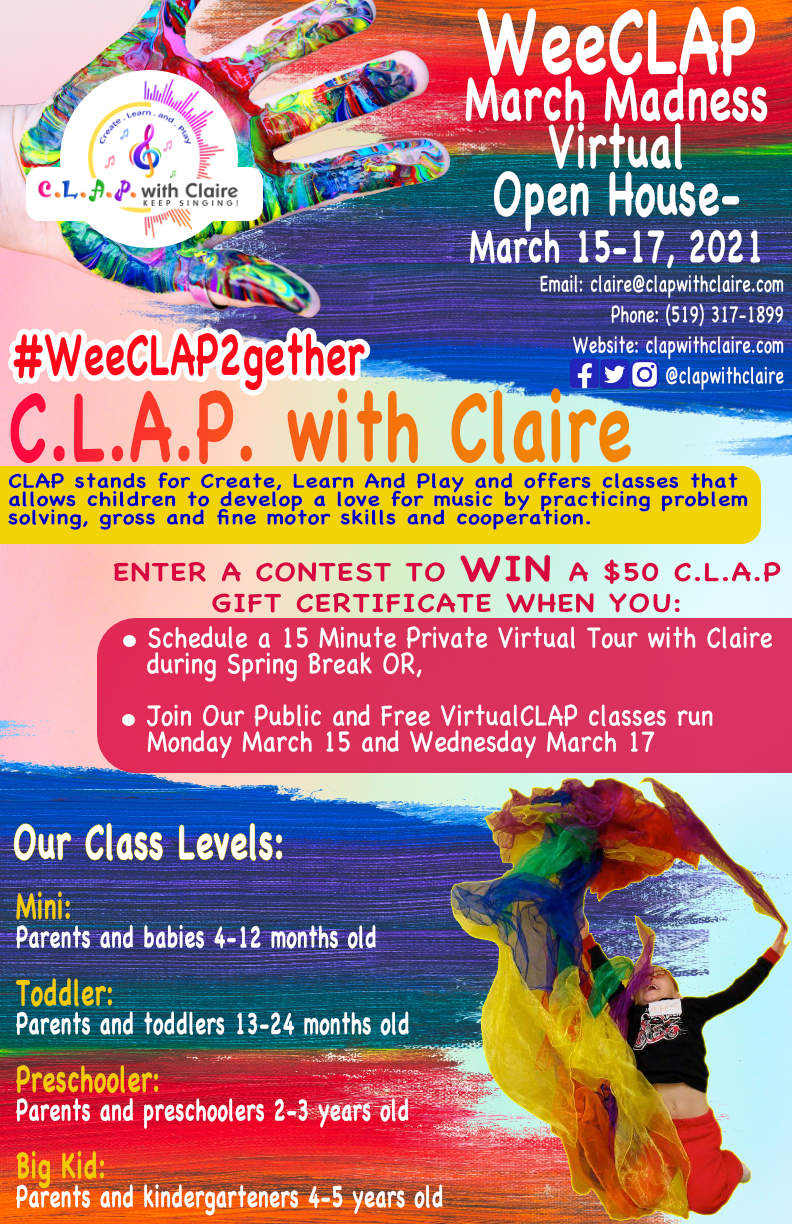 WeeCLAP
March Madness
Virtual
Open House-
March 15-17, 2021
Create . Learn . and . Play
C.L.A.P. with Claire
KEEP SINGING!
Email: claire@clapwithclaire.com
Phone: (519) 317-1899
Website: clapwithclaire.com
@clapwithclaire
#WeeCLAP2gether
C.L.A.P. with Claire
CLAP stands for Create, Learn And Play and offers classes that
allows children to develop a love for music by practicing problem
solving, gross and fine motor skills and cooperation.
ENTER A CONTEST TO WIN A $50 C.L.A.P
GIFT CERTIFICATE WHEN YOU:
• Schedule a 15 Minute Private Virtual Tour with Claire
during Spring Break OR,
• Join Our Public and Free VirtualCLAP classes run
Monday March 15 and Wednesday March 17
Our Class Levels:
Mini:
Parents and babies 4-12 months old
Toddler:
Parents and toddlers 13-24 months old
Preschooler:
Parents and preschoolers 2-3 years old
Big Kid:
Parents and kindergarteners 4-5 years old